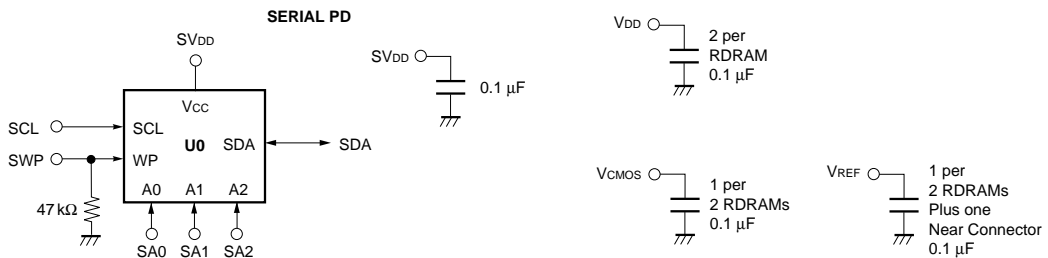 SERIAL PD
SVDD
VCC
SCL
SCL
U0
SDA
SDA
SWP
WP
A0 A1 A2
47 kΩ
SA0 SA1 SA2
SVDD
0.1 µF
VDD
2 per
RDRAM
0.1 µF
VCMOS
1 per
2 RDRAMs
0.1 µF
VREF
1 per
2 RDRAMs
Plus one
Near Connector
0.1 µF